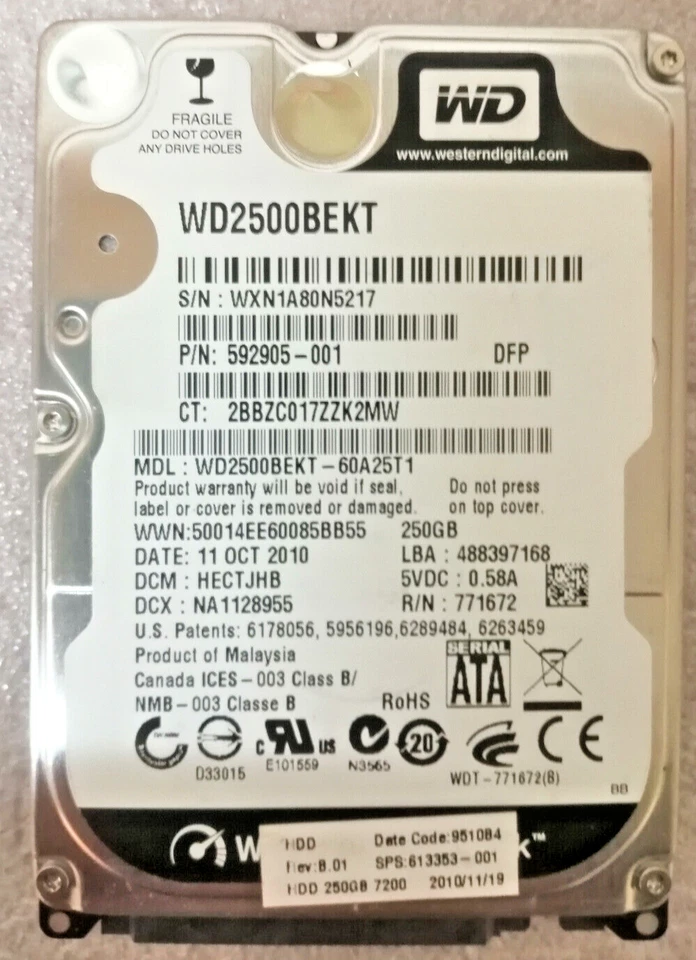 FRAGILE
DO NOT COVER
ANY DRIVE HOLES
WD
www.westerndigital.com
WD2500BEKT
S/N : WXN1A80N5217
P/N: 592905-001 DFP
CT: 2BBZC017ZZK2MW
MDL : WD2500BEKT-60A25T1
Product warranty will be void if seal, Do not press
label or cover is removed or damaged. on top cover.
WWN:50014EE60085BB55 250GB
DATE: 11 OCT 2010 LBA : 488397168
DCM : HECTJHB 5VDC : 0.58A
DCX : NA1128955 R/N : 771672
U.S. Patents: 6178056, 5956196,6289484, 6263459
Product of Malaysia
Canada ICES-003 Class B/
NMB-003 Classe B RoHS
SERIAL
ATA
c RU US 20 CE
D33015 E101559 N3565 WDT-771672(B)
BB
W k™
HDD Date Code:951084
Rev:B.01 SPS:613353-001
HDD 250GB 7200 2010/11/19